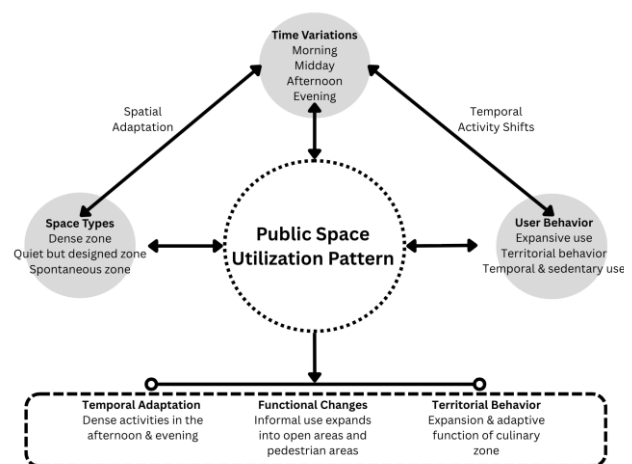 Time Variations
Morning
Midday
Afternoon
Evening
Spatial
Adaptation
Temporal
Activity Shifts
Space Types
Dense zone
Quiet but designed zone
Spontaneous zone
Public Space
Utilization Pattern
User Behavior
Expansive use
Territorial behavior
Temporal & sedentary use
Temporal Adaptation
Dense activities in the
afternoon & evening
Functional Changes
Informal use expands
into open areas and
pedestrian areas
Territorial Behavior
Expansion & adaptive
function of culinary
zone